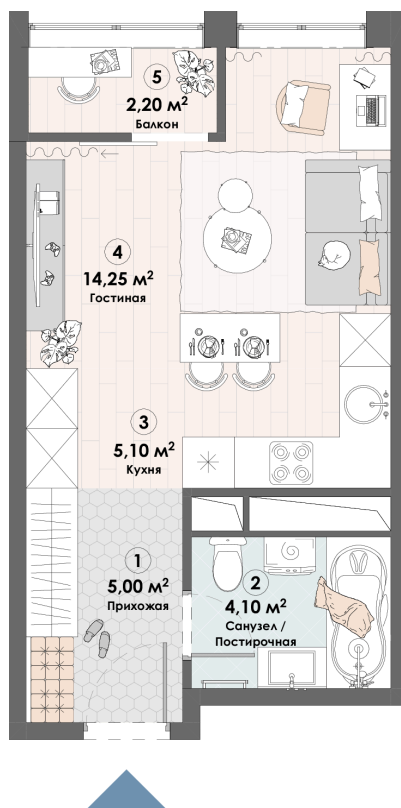 5
2,20 м²
Балкон
4
14,25 м²
Гостиная
3
5,10 м²
Кухня
1
5,00 м²
Прихожая
2
4,10 м²
Санузел /
Постирочная